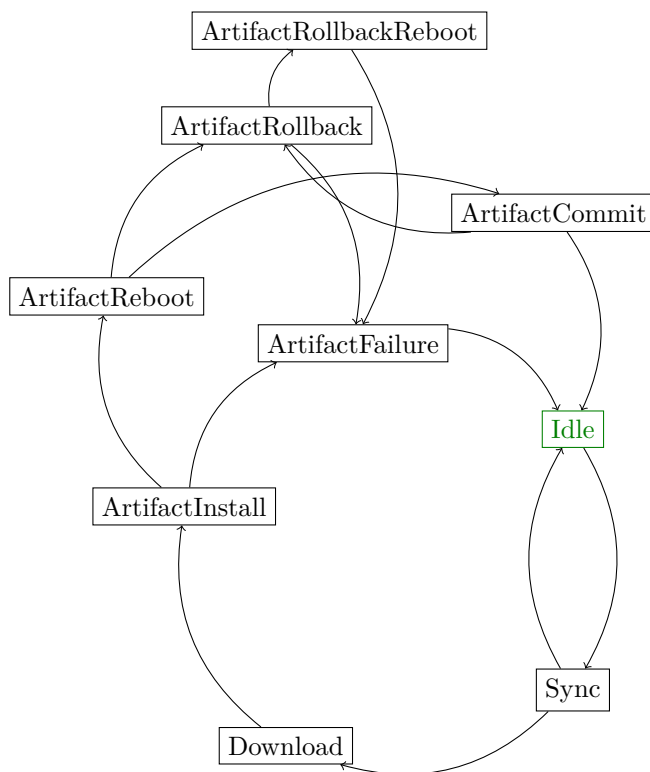 ArtifactRollbackReboot
ArtifactRollback
ArtifactCommit
ArtifactReboot
ArtifactFailure
Idle
ArtifactInstall
Sync
Download